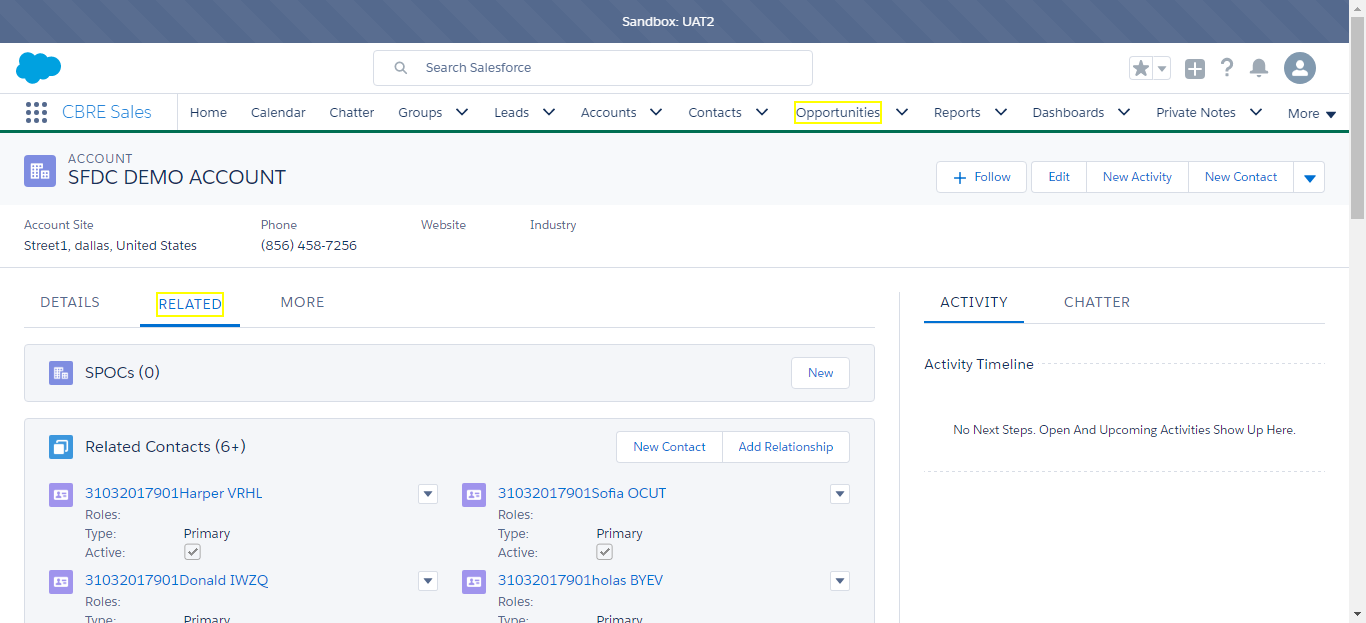 Sandbox: UAT2
Search Salesforce
CBRE Sales Home Calendar Chatter Groups Leads Accounts Contacts Opportunities Reports Dashboards Private Notes More
ACCOUNT
SFDC DEMO ACCOUNT
+ Follow Edit New Activity New Contact
Account Site Phone Website Industry
Street1, dallas, United States (856) 458-7256
DETAILS RELATED MORE
SPOCs (0) New
Related Contacts (6+) New Contact Add Relationship
31032017901Harper VRHL
Roles:
Type: Primary
Active:
31032017901Sofia OCUT
Roles:
Type: Primary
Active:
31032017901Donald IWZQ
Roles:
Type: Primary
31032017901holas BYEV
Roles:
Type: Primary
ACTIVITY CHATTER
Activity Timeline
No Next Steps. Open And Upcoming Activities Show Up Here.